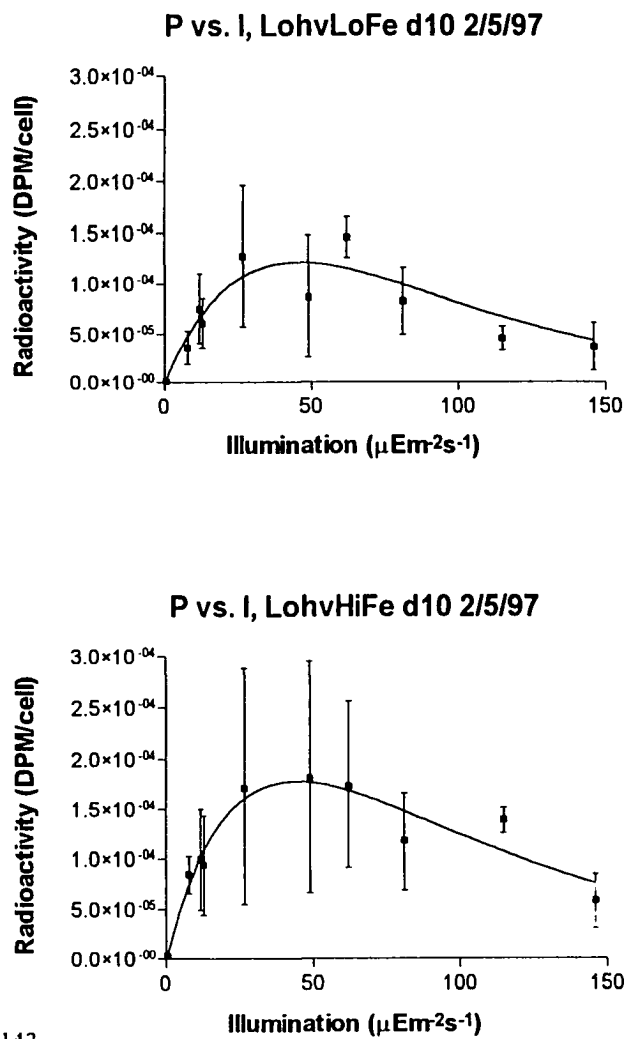 P vs. I, LohvLoFe d10 2/5/97
3.0×10⁻⁰⁴
2.5×10⁻⁰⁴
2.0×10⁻⁰⁴
1.5×10⁻⁰⁴
1.0×10⁻⁰⁴
5.0×10⁻⁰⁵
0.0×10⁻⁰⁰
Radioactivity (DPM/cell)
0 50 100 150
Illumination (µEm⁻²s⁻¹)
P vs. I, LohvHiFe d10 2/5/97
3.0×10⁻⁰⁴
2.5×10⁻⁰⁴
2.0×10⁻⁰⁴
1.5×10⁻⁰⁴
1.0×10⁻⁰⁴
5.0×10⁻⁰⁵
0.0×10⁻⁰⁰
Radioactivity (DPM/cell)
0 50 100 150
Illumination (µEm⁻²s⁻¹)